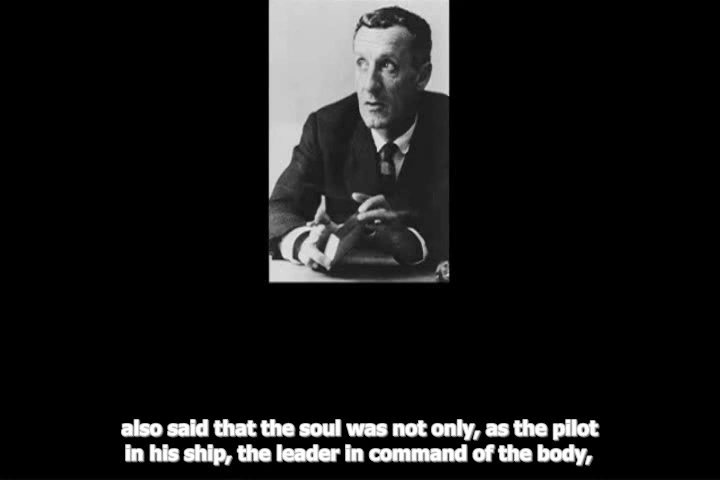 also said that the soul was not only, as the pilot
in his ship, the leader in command of the body,